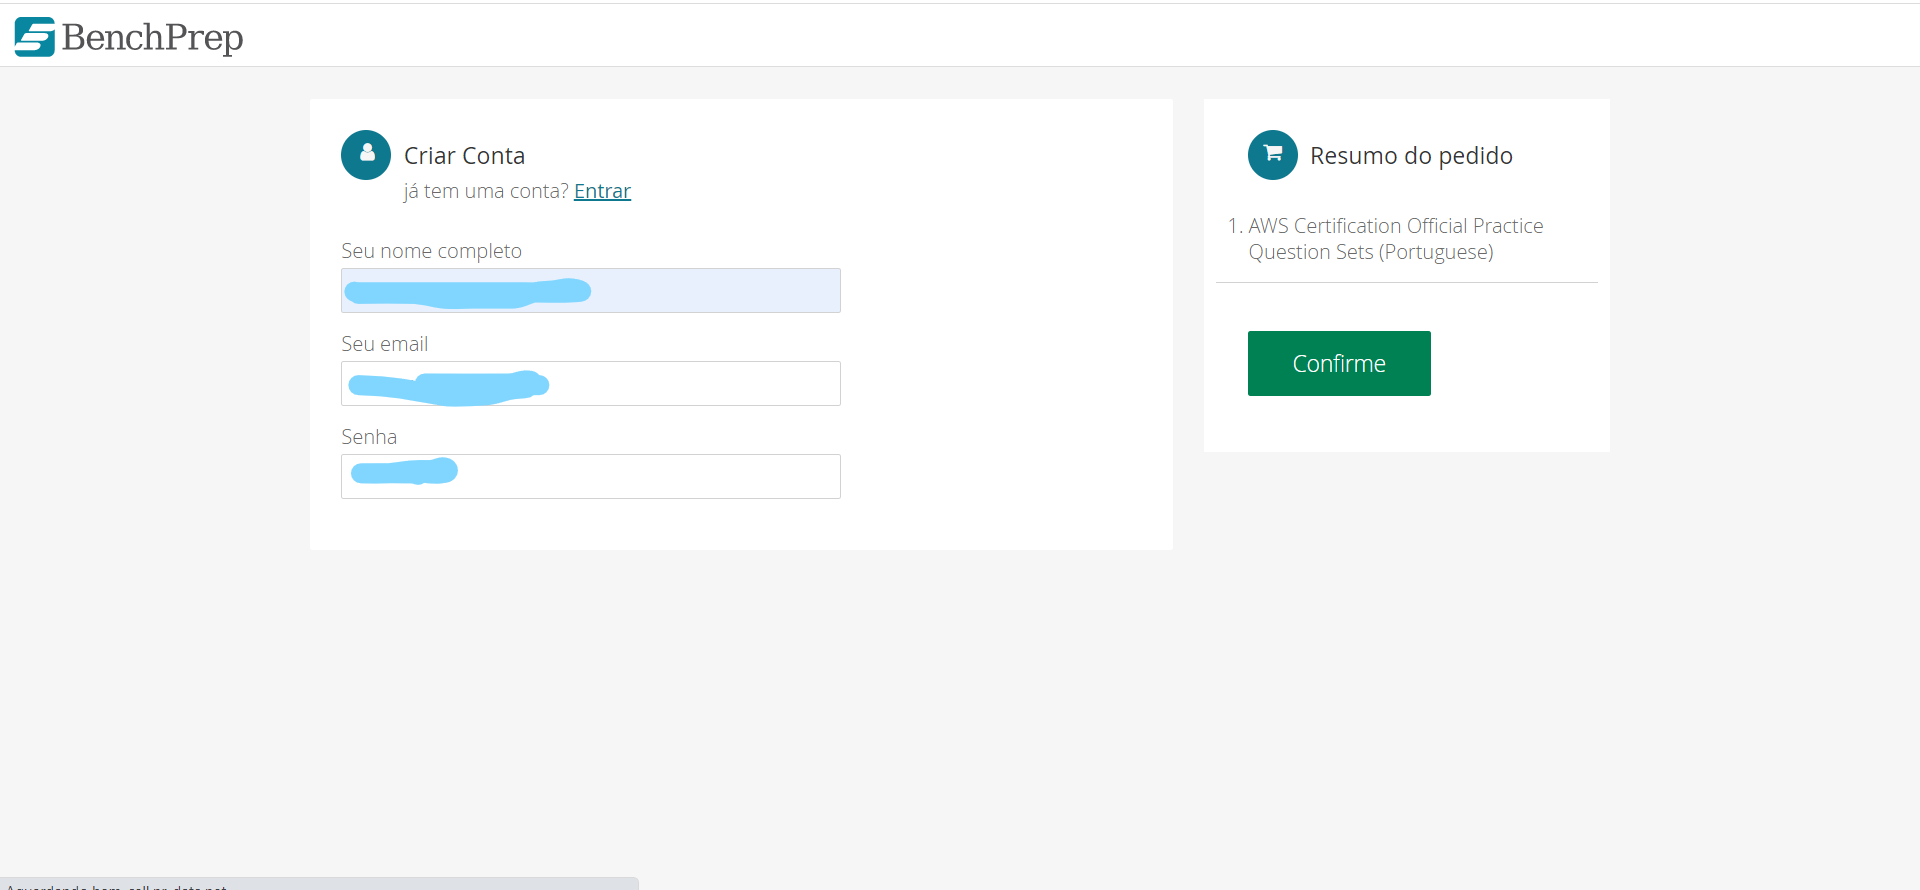 BenchPrep
Criar Conta
já tem uma conta? Entrar
Seu nome completo
Seu email
Senha
Resumo do pedido
1. AWS Certification Official Practice
Question Sets (Portuguese)
Confirme